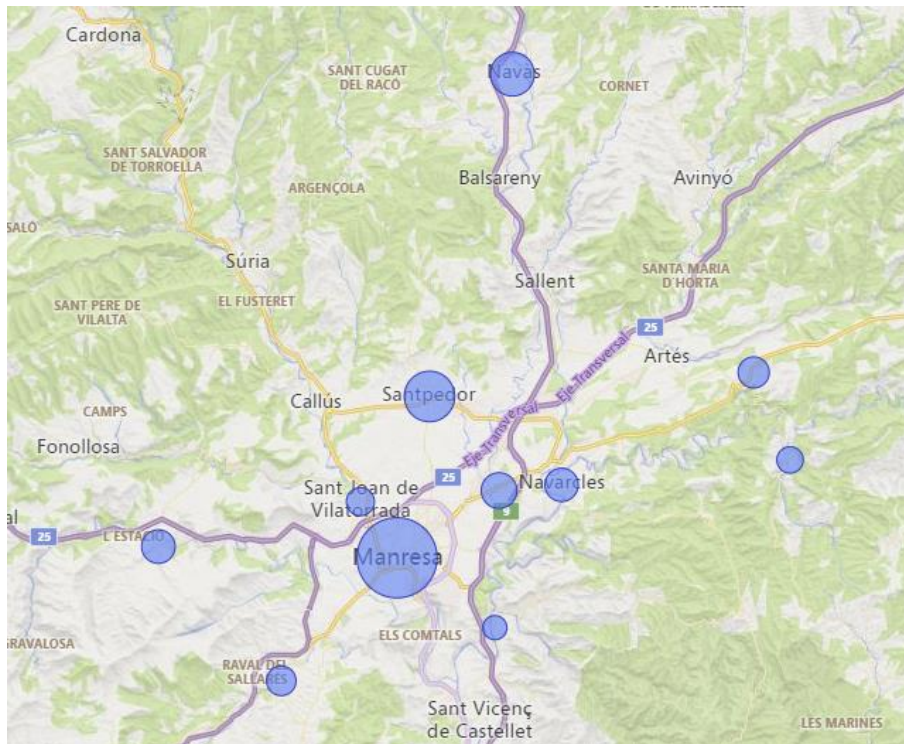 Cardona
SANT CUGAT
DEL RACÓ
Navàs
CORNET
SANT SALVADOR
DE TORROELLA
ARGENÇOLA
Balsareny
Avinyó
SALÓ
Súria
EL FUSTERET
SANT PERE DE
VILALTA
Sallent
SANTA MARIA
D'HORTA
25
Artés
Eje Transversal
Santpedor
Callús
CAMPS
Fonollosa
Eje Transversal
25
Sant Joan de
Vilatorrada
Navarcles
9
al
25
L'ESTACIÓ
Manresa
ELS COMTALS
GRAVALOSA
RAVAL DEL
SALLARÈS
Sant Vicenç
de Castellet
LES MARINES